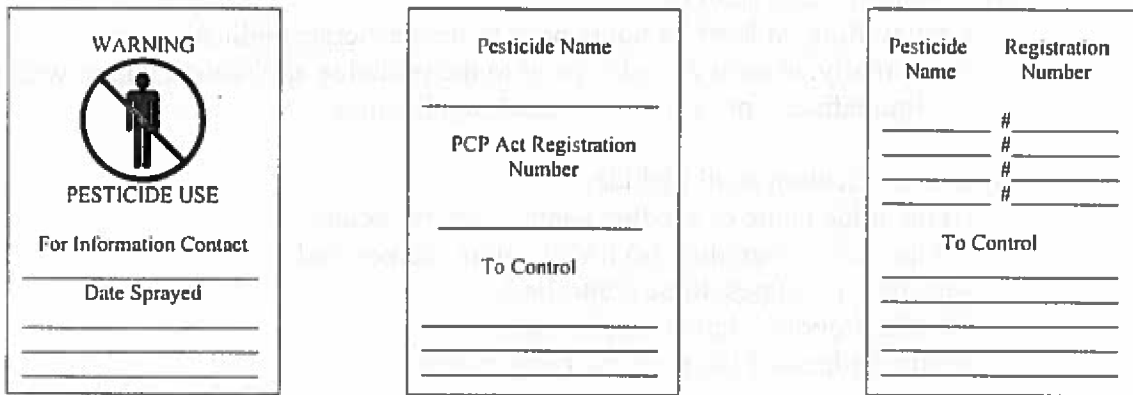 WARNING
PESTICIDE USE
For Information Contact
Date Sprayed
Pesticide Name
PCP Act Registration
Number
To Control
Pesticide Registration
Name Number
#
#
#
#
To Control